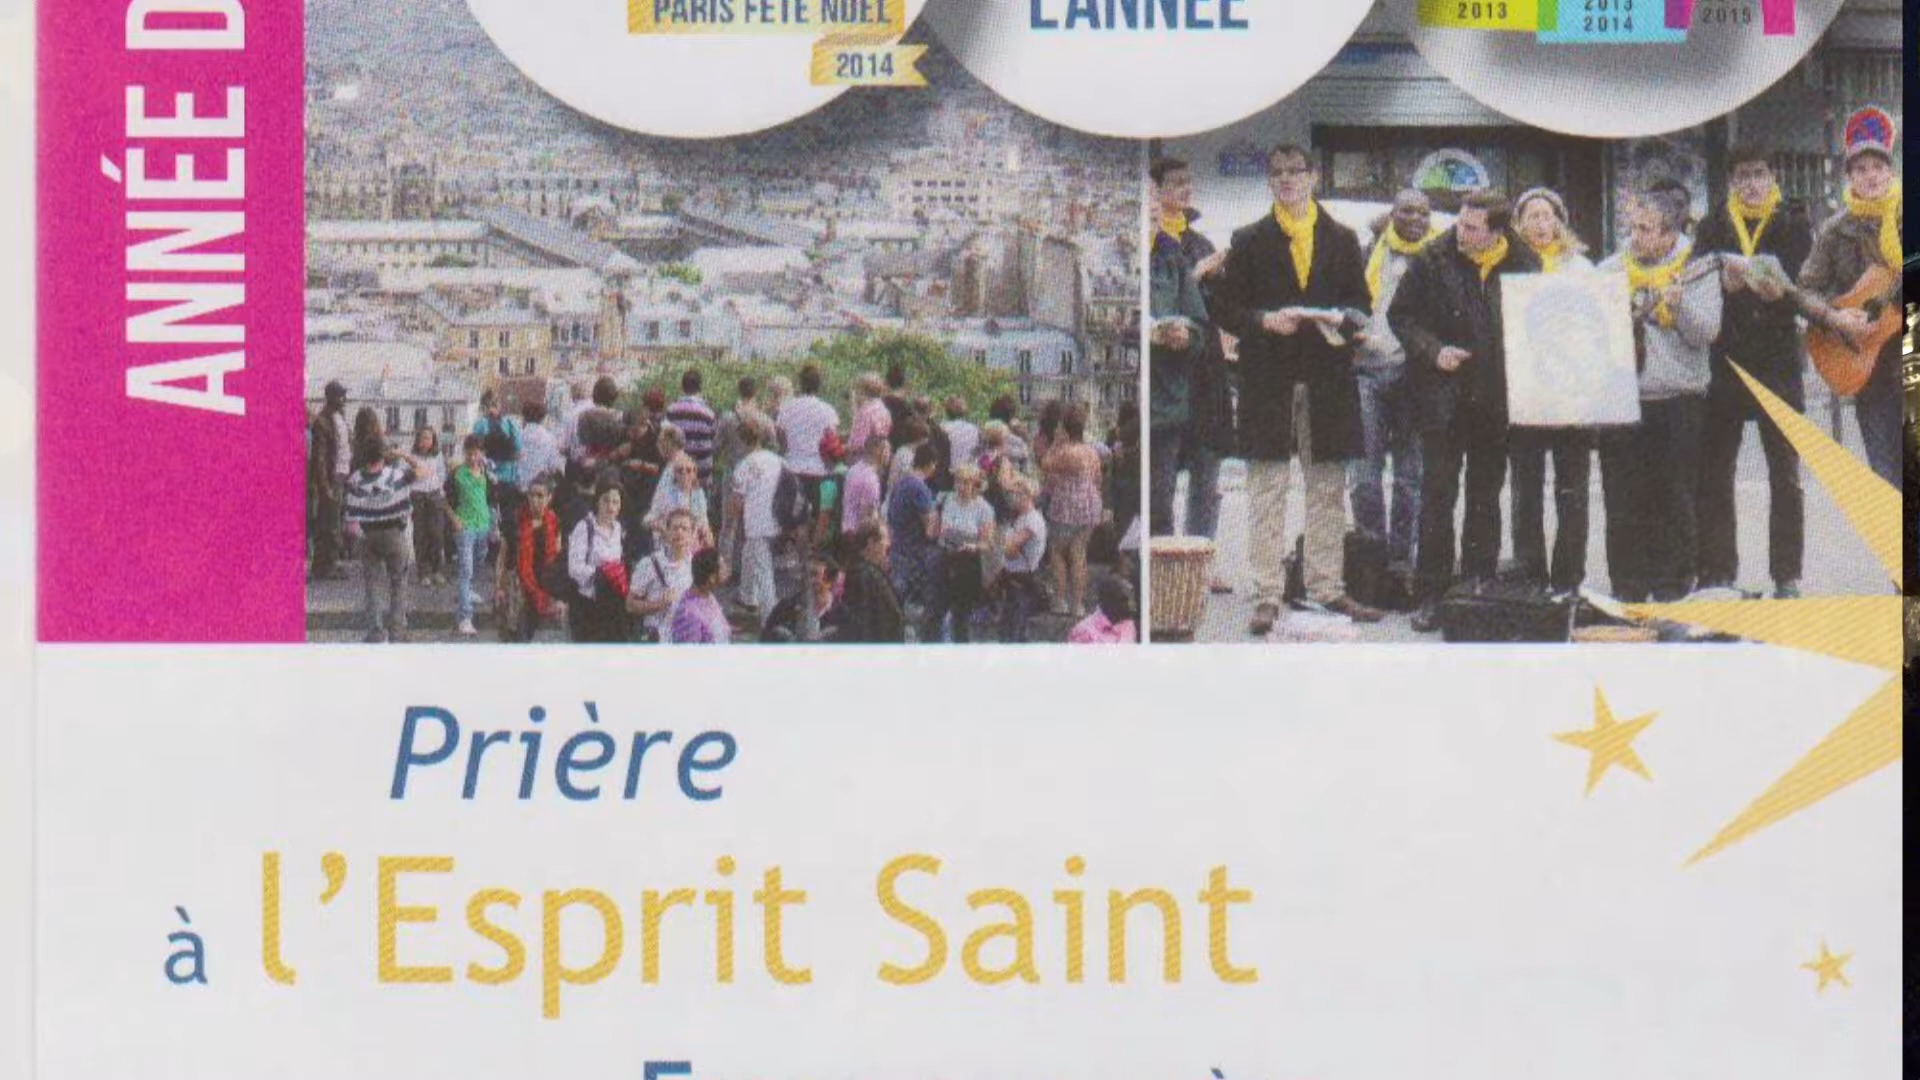 PARIS FÊTE NOËL
2014
L'ANNÉE
2013
2013
2014
2015
ANNÉE D
Prière
à l'Esprit Saint